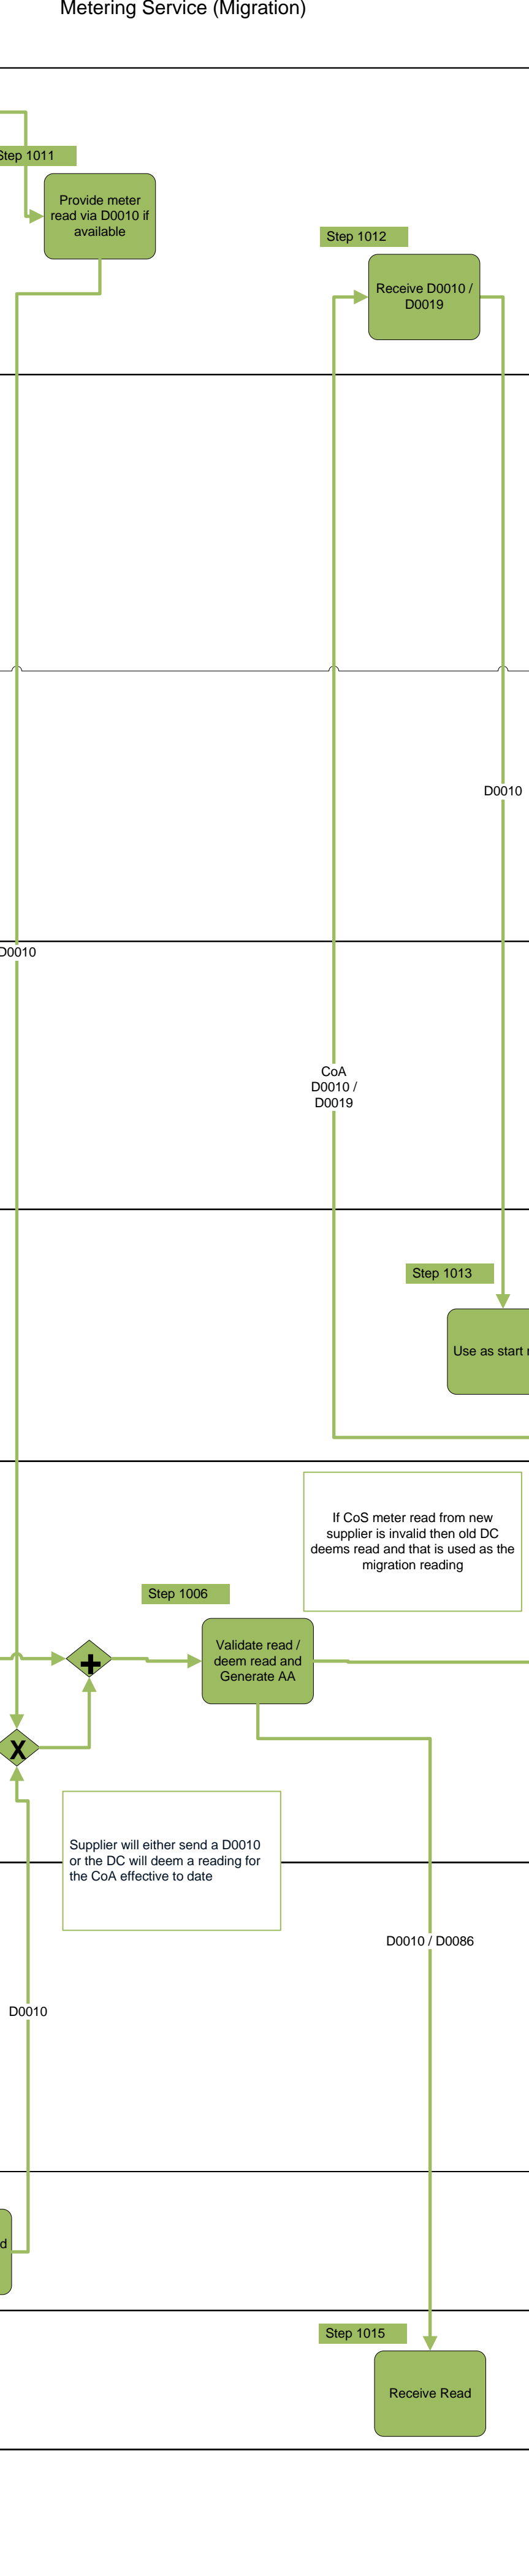 Metering Service (Migration)
Step 1011
Provide meter
read via D0010 if
available
Step 1012
Receive D0010 /
D0019
D0010
D0010
CoA
D0010 /
D0019
Step 1013
Use as start
If CoS meter read from new
supplier is invalid then old DC
deems read and that is used as the
migration reading
Step 1006
Validate read /
deem read and
Generate AA
+
X
Supplier will either send a D0010
or the DC will deem a reading for
the CoA effective to date
D0010 / D0086
D0010
d
Step 1015
Receive Read